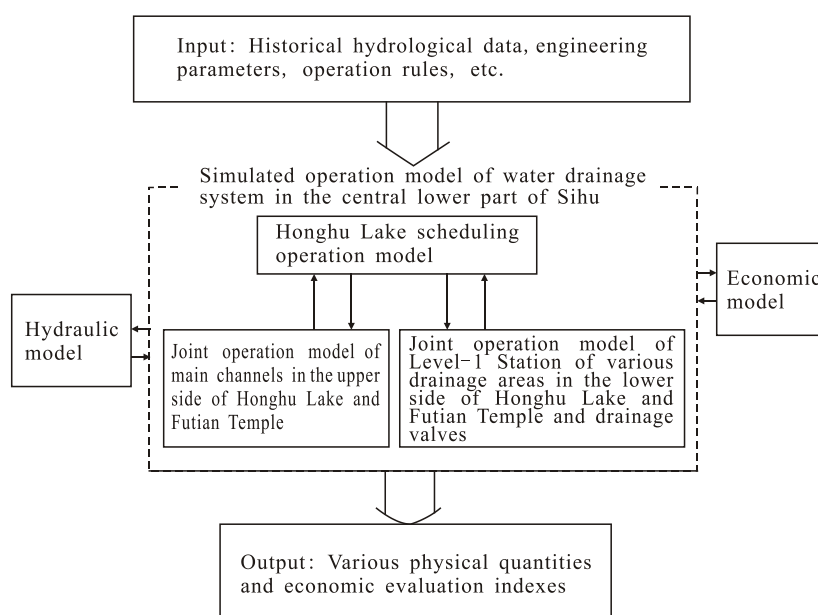 Input: Historical hydrological data, engineering
parameters, operation rules, etc.
Simulated operation model of water drainage
system in the central lower part of Sihu
Honghu Lake scheduling
operation model
Economic
model
Hydraulic
model
Joint operation model of
main channels in the upper
side of Honghu Lake and
Futian Temple
Joint operation model of
Level-1 Station of various
drainage areas in the lower
side of Honghu Lake and
Futian Temple and drainage
valves
Output: Various physical quantities
and economic evaluation indexes